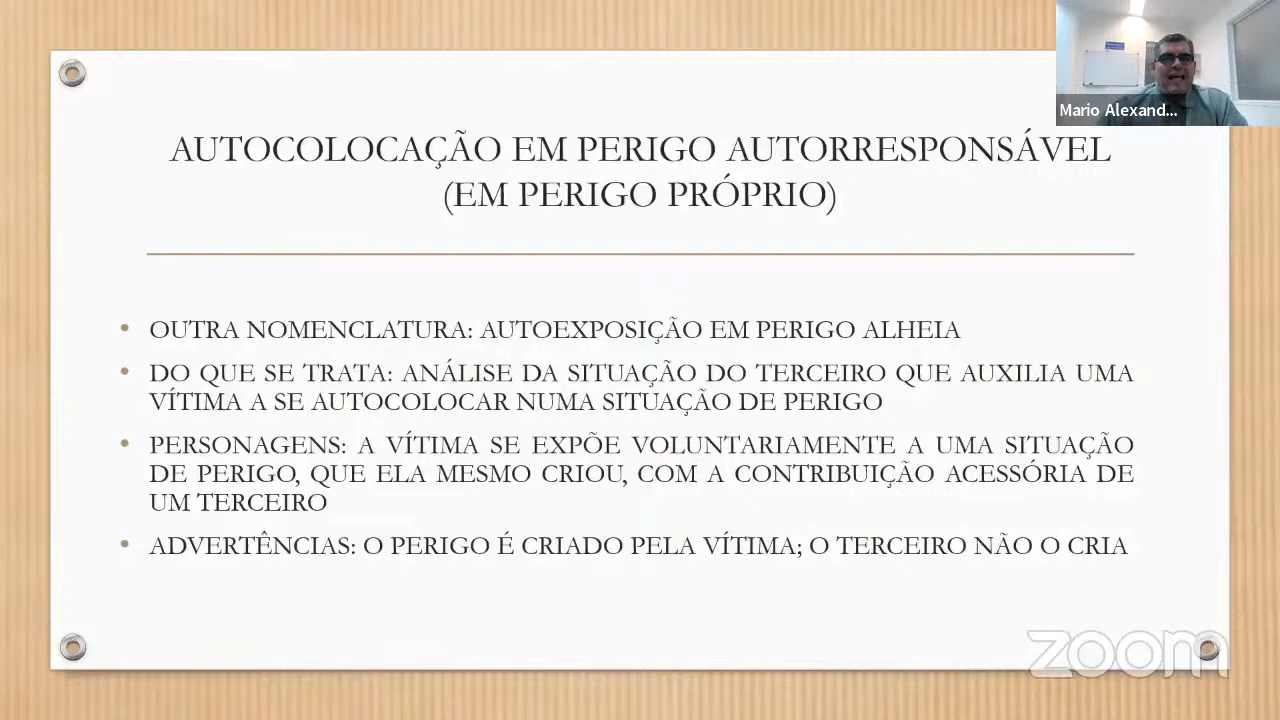 Mario Alexand...
AUTOCOLOCAÇÃO EM PERIGO AUTORRESPONSÁVEL
(EM PERIGO PRÓPRIO)
• OUTRA NOMENCLATURA: AUTOEXPOSIÇÃO EM PERIGO ALHEIA
• DO QUE SE TRATA: ANÁLISE DA SITUAÇÃO DO TERCEIRO QUE AUXILIA UMA
VÍTIMA A SE AUTOCOLOCAR NUMA SITUAÇÃO DE PERIGO
• PERSONAGENS: A VÍTIMA SE EXPÕE VOLUNTARIAMENTE A UMA SITUAÇÃO
DE PERIGO, QUE ELA MESMO CRIOU, COM A CONTRIBUIÇÃO ACESSÓRIA DE
UM TERCEIRO
• ADVERTÊNCIAS: O PERIGO É CRIADO PELA VÍTIMA; O TERCEIRO NÃO O CRIA
zoom